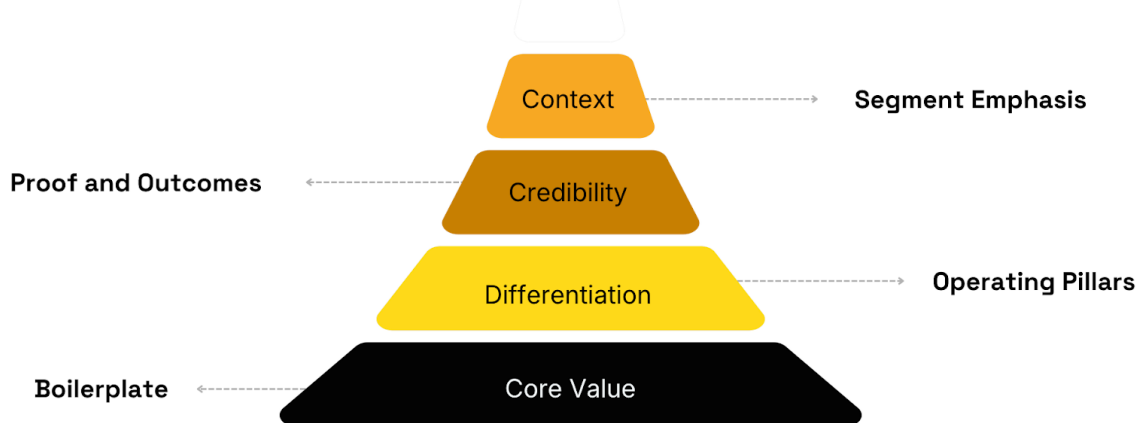 Context
Segment Emphasis
Proof and Outcomes
Credibility
Differentiation
Operating Pillars
Boilerplate
Core Value